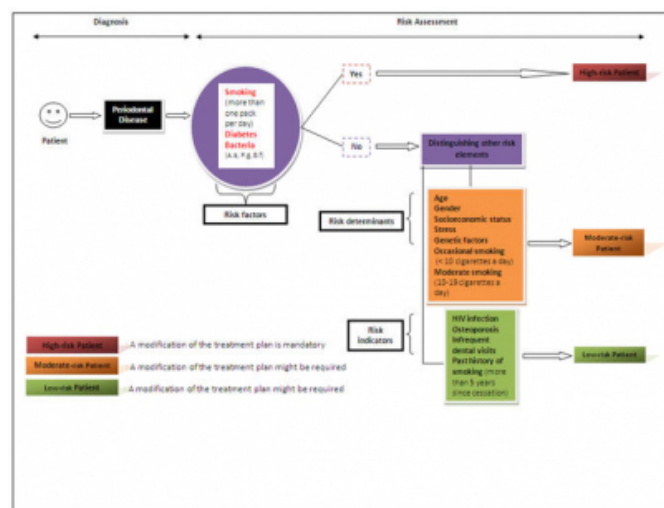 Diagnosis
Risk Assessment
Patient
Periodontal
Disease
Smoking
(more than
one pack
per day)
Diabetes
Bacteria
(A.a, P.g, B.f)
Risk factors
Yes
High-risk Patient
No
Distinguishing other risk
elements
Risk determinants
Age
Gender
Socioeconomic status
Stress
Genetic factors
Occasional smoking
(< 10 cigarettes a day)
Moderate smoking
(10-19 cigarettes a
day)
Moderate-risk
Patient
Risk
indicators
HIV infection
Osteoporosis
Infrequent
dental visits
Past history of
smoking (more
than 5 years
since cessation)
Low-risk Patient
High-risk Patient
A modification of the treatment plan is mandatory
Moderate-risk Patient
A modification of the treatment plan might be required
Low-risk Patient
A modification of the treatment plan might be required